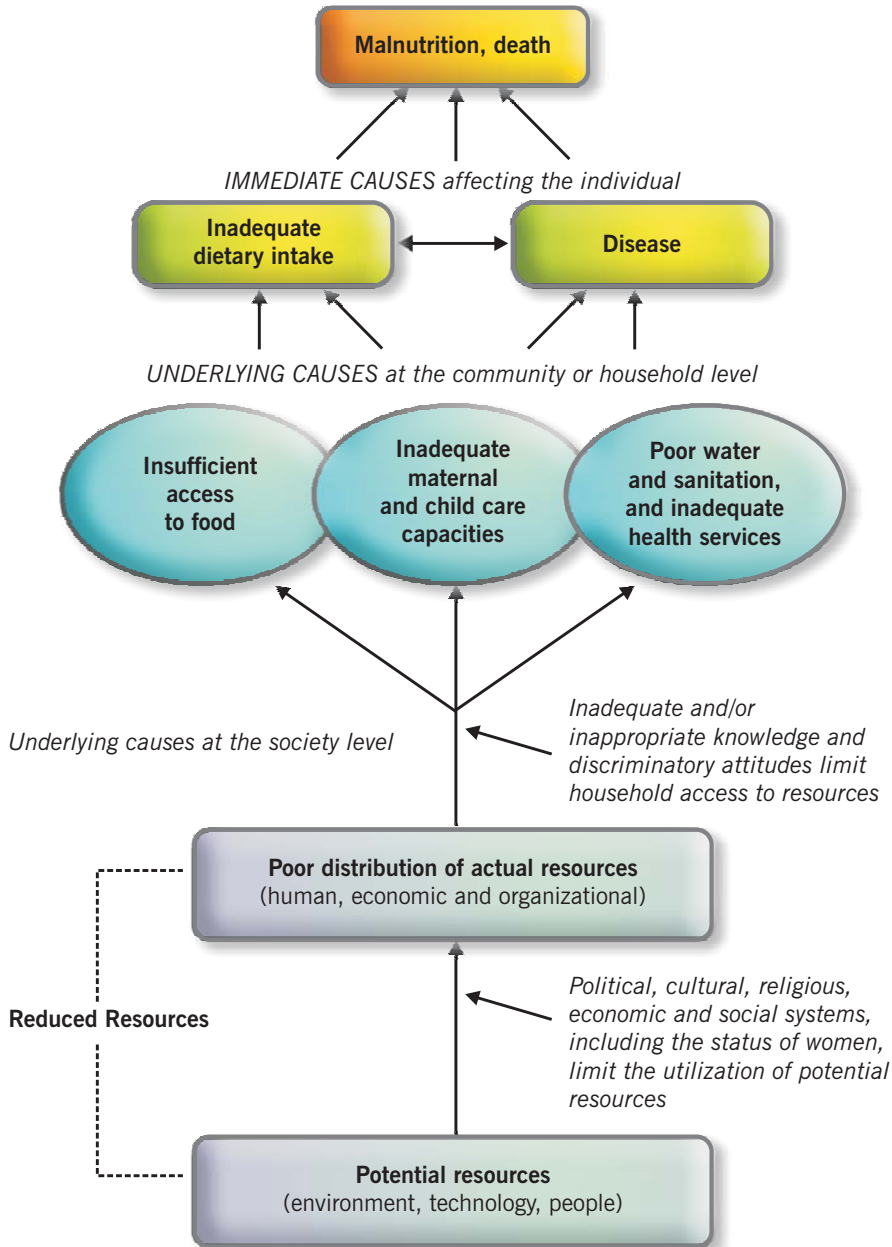 Malnutrition, death
IMMEDIATE CAUSES affecting the individual
Inadequate
dietary intake
Disease
UNDERLYING CAUSES at the community or household level
Insufficient
access
to food
Inadequate
maternal
and child care
capacities
Poor water
and sanitation,
and inadequate
health services
Underlying causes at the society level
Inadequate and/or
inappropriate knowledge and
discriminatory attitudes limit
household access to resources
Poor distribution of actual resources
(human, economic and organizational)
Reduced Resources
Political, cultural, religious,
economic and social systems,
including the status of women,
limit the utilization of potential
resources
Potential resources
(environment, technology, people)